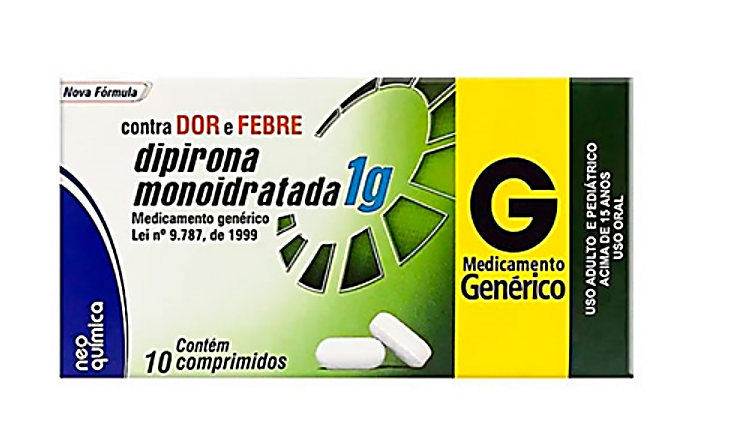 Nova Fórmula
contra DOR e FEBRE
dipirona
monoidratada 1g
Medicamento genérico
Lei nº 9.787, de 1999
Contém
10 comprimidos
neo
química
G
Medicamento
Genérico
USO ADULTO E PEDIÁTRICO
ACIMA DE 15 ANOS
USO ORAL